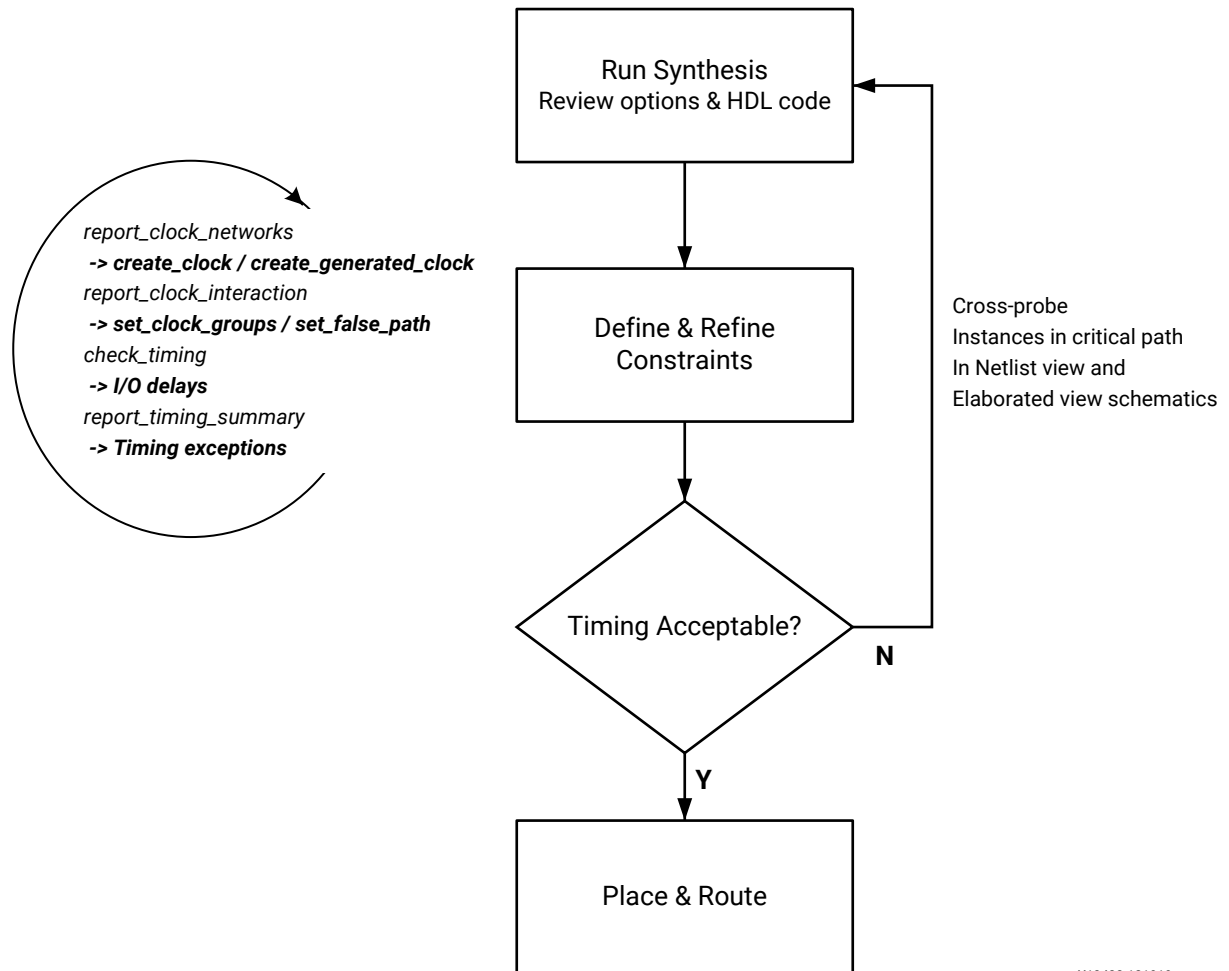 Run Synthesis
Review options & HDL code
report_clock_networks
-> create_clock / create_generated_clock
report_clock_interaction
-> set_clock_groups / set_false_path
check_timing
-> I/O delays
report_timing_summary
-> Timing exceptions
Define & Refine
Constraints
Cross-probe
Instances in critical path
In Netlist view and
Elaborated view schematics
Timing Acceptable?
N
Y
Place & Route